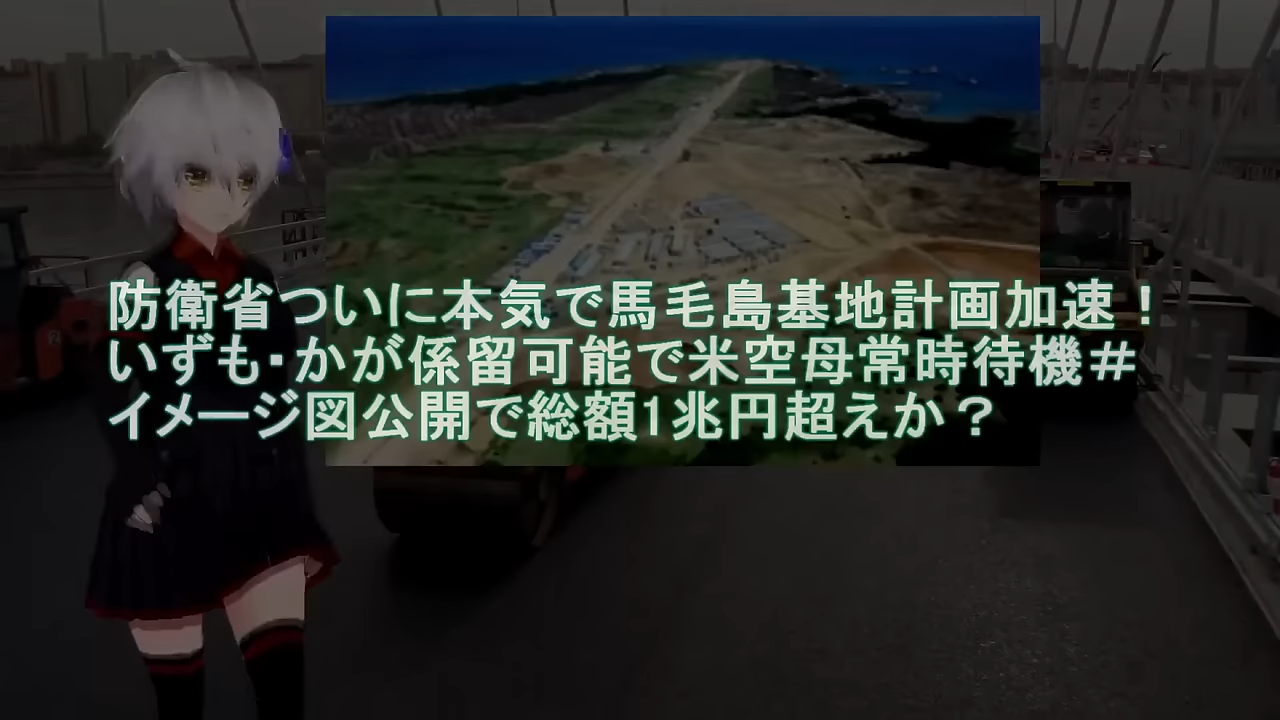 防衛省ついに本気で馬毛島基地計画加速！
いずも・かが係留可能で米空母常時待機＃
イメージ図公開で総額1兆円超えか？